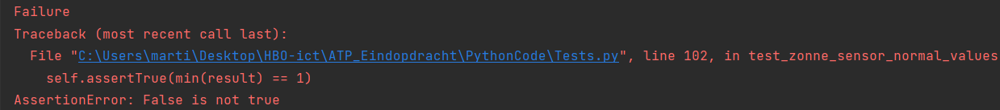 Failure
Traceback (most recent call last):
  File "C:\Users\marti\Desktop\HBO-ict\ATP_Eindopdracht\PythonCode\Tests.py", line 102, in test_zonne_sensor_normal_values
    self.assertTrue(min(result) == 1)
AssertionError: False is not true